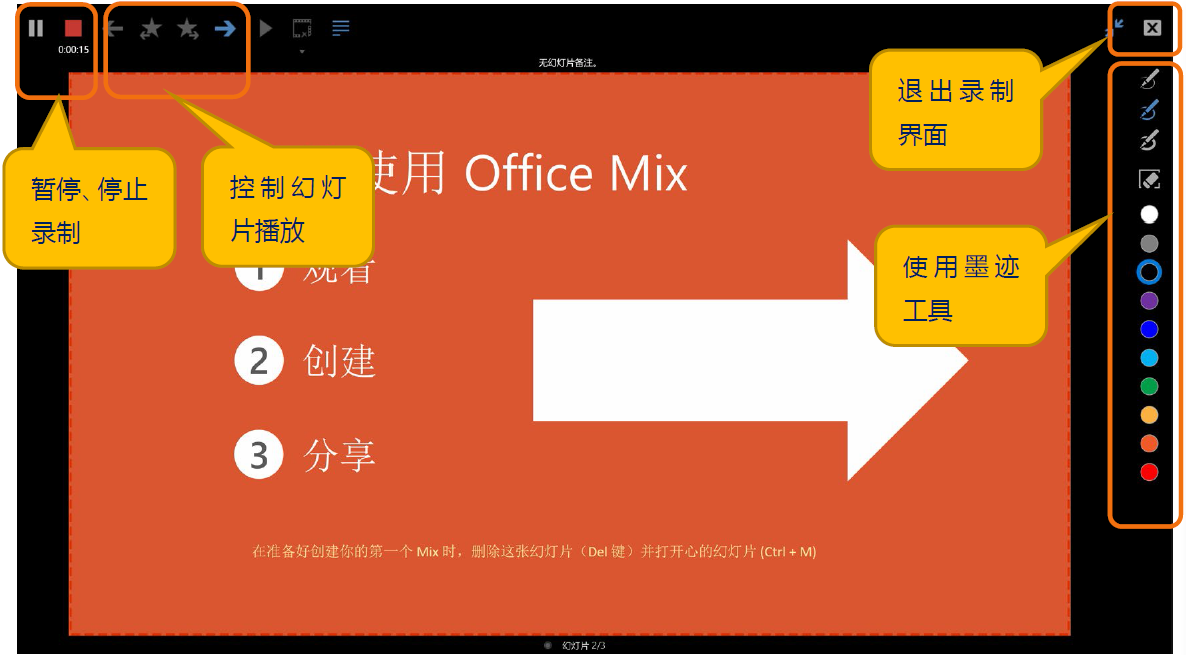 0:00:15
无幻灯片备注。
退出录制
界面
暂停、停止
录制
控制幻灯
片播放
使用 Office Mix
使用墨迹
工具
1 观看
2 创建
3 分享
在准备好创建你的第一个 Mix 时，删除这张幻灯片（Del 键）并打开心的幻灯片 (Ctrl + M)
幻灯片 2/3